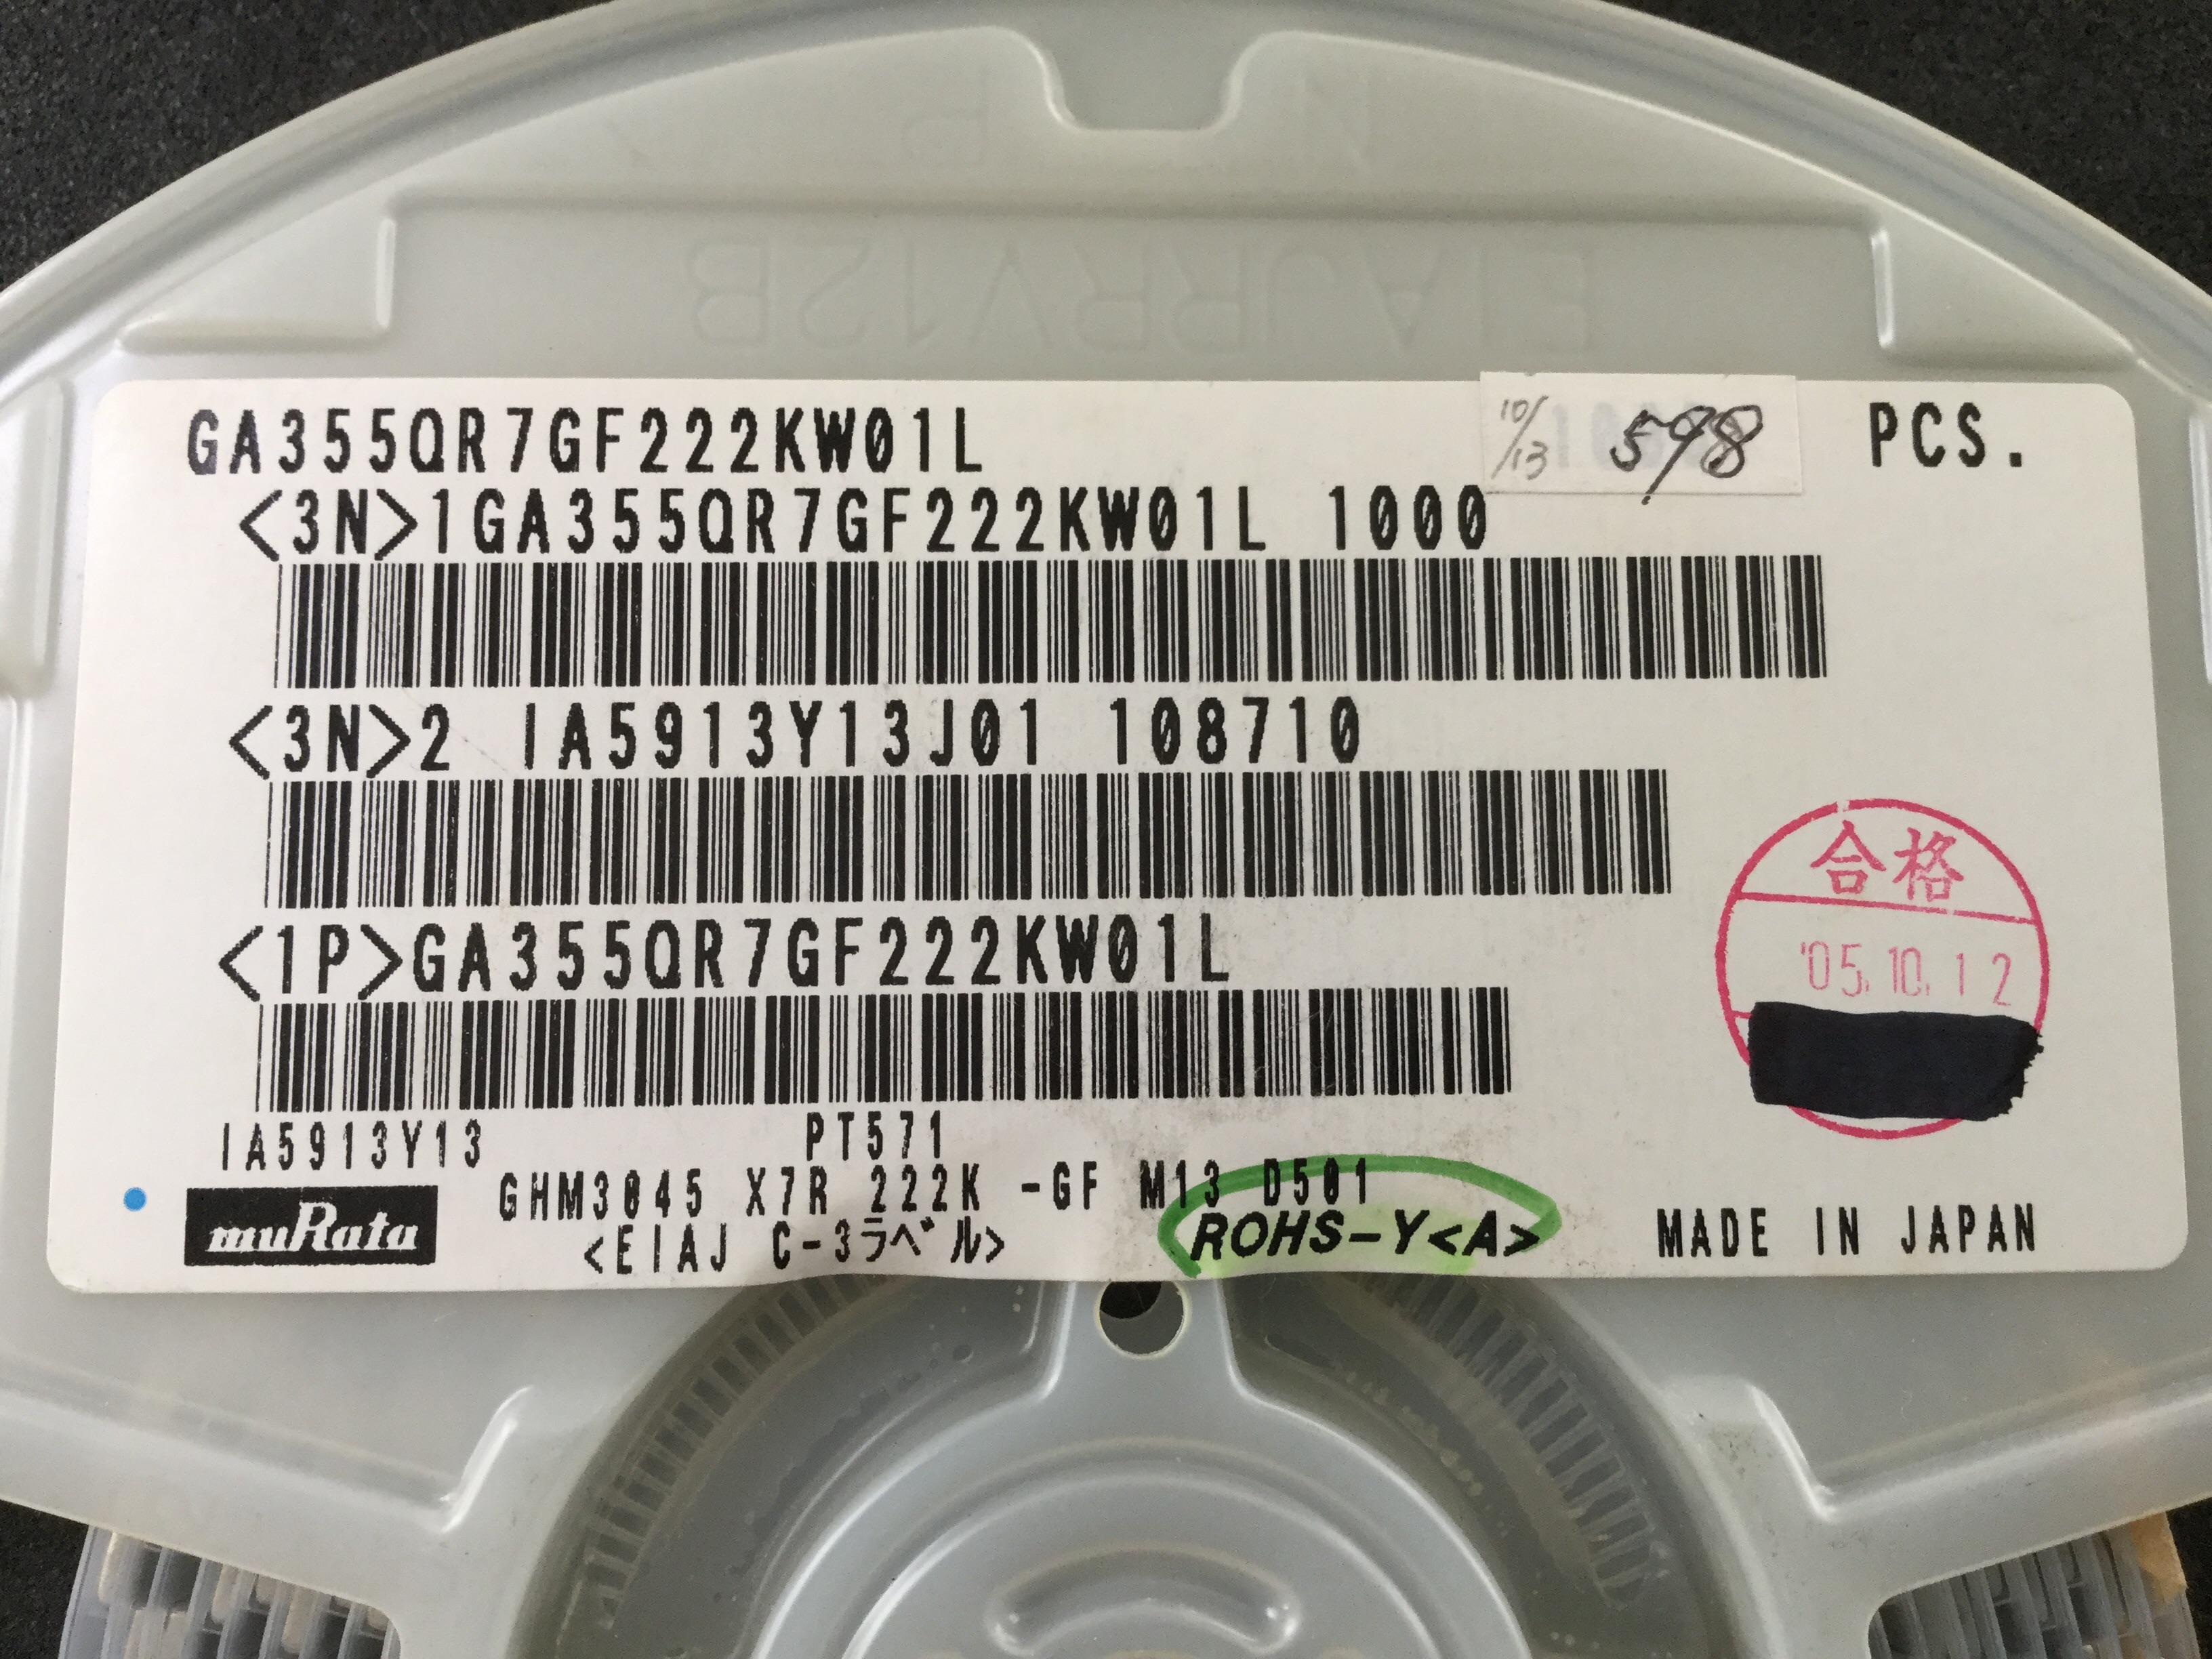 EIAJRRV12B
GA355QR7GF222KW01L
10/13 598 PCS.
<3N>1GA355QR7GF222KW01L 1000
<3N>2 IA5913Y13J01 108710
合格
'05.10.12
<1P>GA355QR7GF222KW01L
IA5913Y13 PT571
GHM3045 X7R 222K -GF M13 D501
muRata <EIAJ C-3ラベル> ROHS-Y<A> MADE IN JAPAN